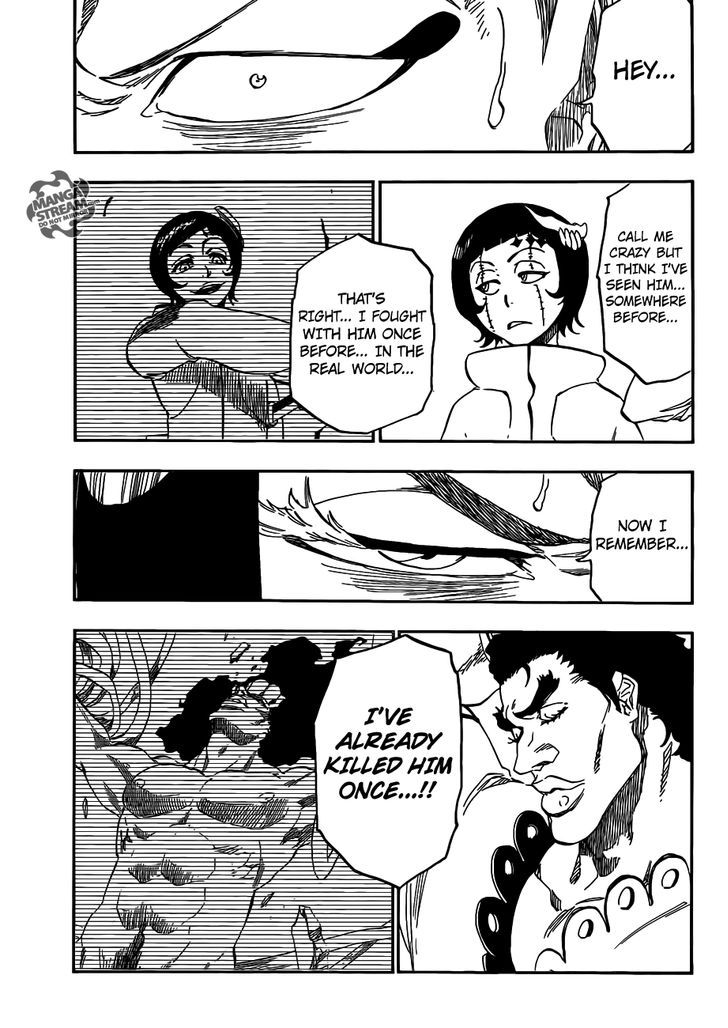 HEY...
MANGA
STREAM.com
DO NOT MIRROR!
CALL ME
CRAZY BUT
I THINK I'VE
SEEN HIM...
SOMEWHERE
BEFORE...
THAT'S
RIGHT... I FOUGHT
WITH HIM ONCE
BEFORE... IN THE
REAL WORLD...
NOW I
REMEMBER...
I'VE
ALREADY
KILLED HIM
ONCE...!!